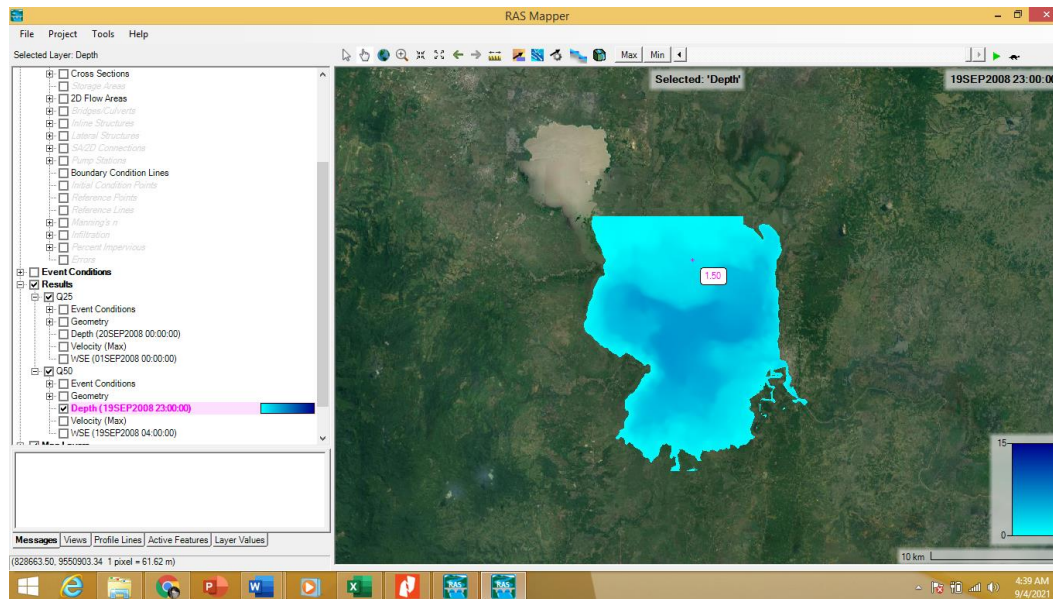 RAS Mapper
File Project Tools Help
Selected Layer: Depth
Max Min
Cross Sections
Storage Areas
2D Flow Areas
Bridges/Culverts
Inline Structures
Lateral Structures
SA/2D Connections
Pump Stations
Boundary Condition Lines
Initial Condition Points
Reference Points
Reference Lines
Manning's n
Infiltration
Percent Impervious
Errors
Event Conditions
Results
Q25
Event Conditions
Geometry
Depth (20SEP2008 00:00:00)
Velocity (Max)
WSE (01SEP2008 00:00:00)
Q50
Event Conditions
Geometry
Depth (19SEP2008 23:00:00)
Velocity (Max)
WSE (19SEP2008 04:00:00)
Selected: 'Depth'
19SEP2008 23:00:00
1.50
15
0
10 km
Messages Views Profile Lines Active Features Layer Values
(828663.50, 9550903.34 1 pixel = 61.62 m)
RAS RAS
4:39 AM
9/4/2021